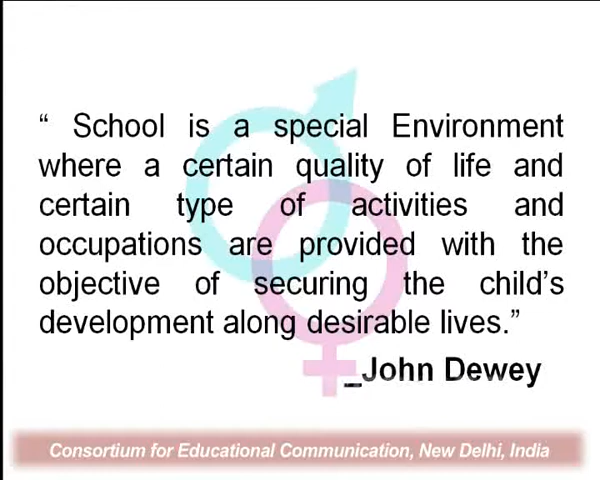 “ School is a special Environment
where a certain quality of life and
certain type of activities and
occupations are provided with the
objective of securing the child’s
development along desirable lives.”
_John Dewey
Consortium for Educational Communication, New Delhi, India